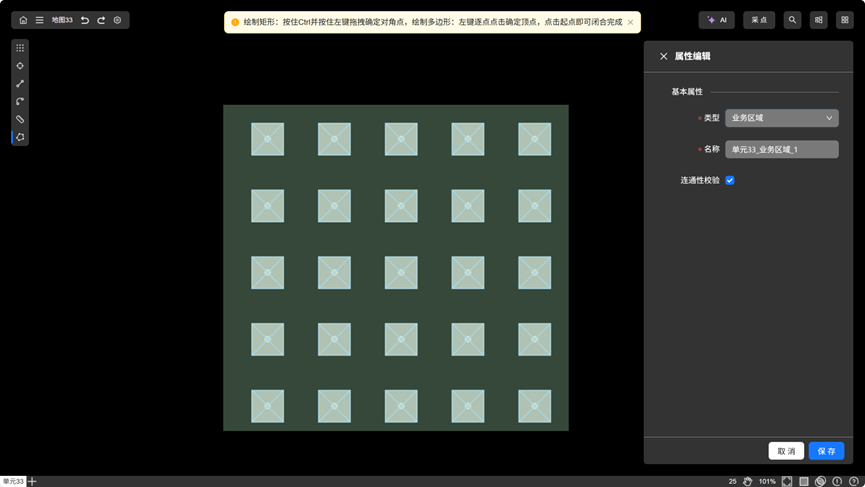 地图33
绘制矩形：按住Ctrl并按住左键拖拽确定对角点，绘制多边形：左键逐点点击确定顶点，点击起点即可闭合完成
AI
采 点
属性编辑
基本属性
* 类型 业务区域
* 名称 单元33_业务区域_1
连通性校验
取 消
保 存
单元33
25
101%